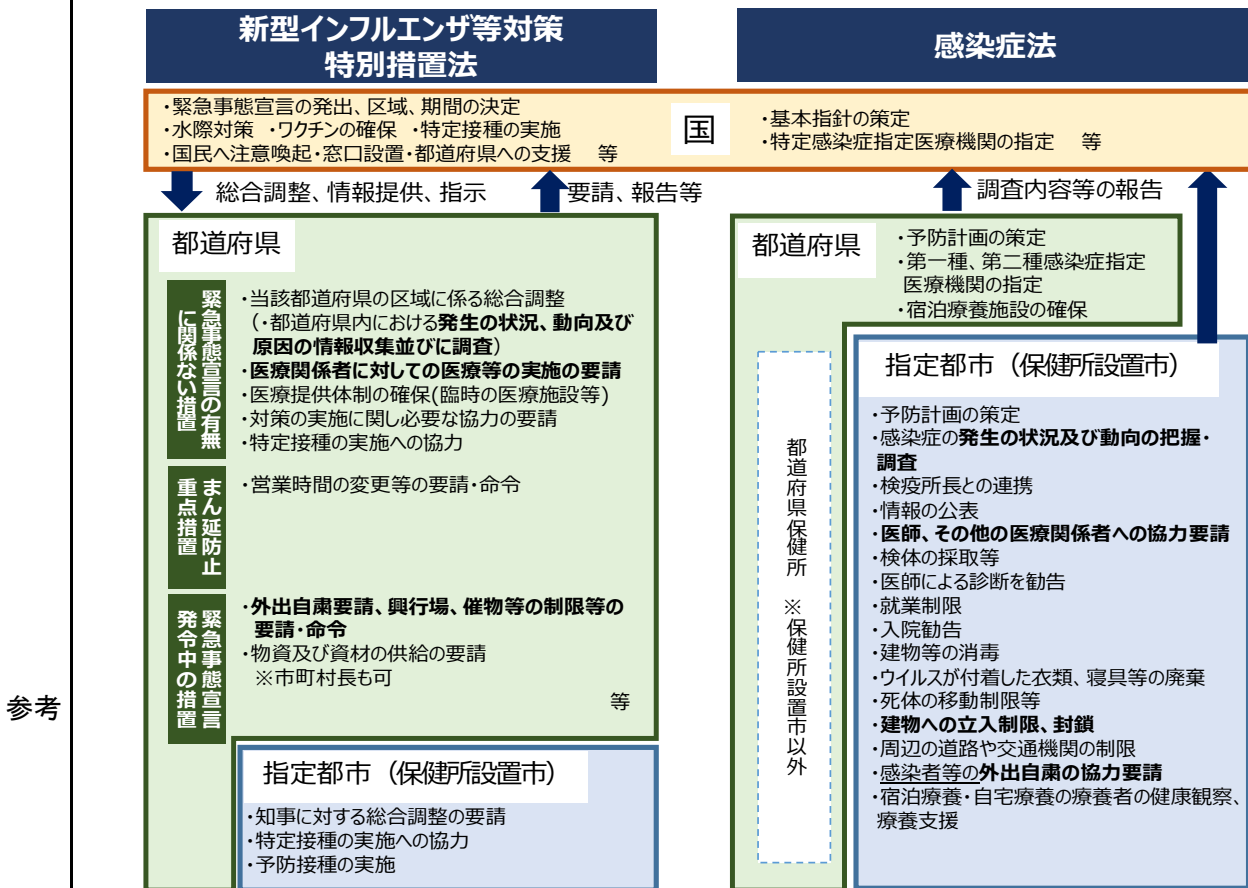 参考
新型インフルエンザ等対策
特別措置法
感染症法
・緊急事態宣言の発出、区域、期間の決定
・水際対策 ・ワクチンの確保 ・特定接種の実施
・国民へ注意喚起・窓口設置・都道府県への支援 等
国
・基本指針の策定
・特定感染症指定医療機関の指定 等
総合調整、情報提供、指示
要請、報告等
調査内容等の報告
都道府県
緊急事態宣言の有無
に関係ない措置
・当該都道府県の区域に係る総合調整
(・都道府県内における発生の状況、動向及び
原因の情報収集並びに調査)
・医療関係者に対しての医療等の実施の要請
・医療提供体制の確保(臨時の医療施設等)
・対策の実施に関し必要な協力の要請
・特定接種の実施への協力
まん延防止
重点措置
・営業時間の変更等の要請・命令
緊急事態宣言
発令中の措置
・外出自粛要請、興行場、催物等の制限等の
要請・命令
・物資及び資材の供給の要請
※市町村長も可
等
指定都市(保健所設置市)
・知事に対する総合調整の要請
・特定接種の実施への協力
・予防接種の実施
都道府県
・予防計画の策定
・第一種、第二種感染症指定
医療機関の指定
・宿泊療養施設の確保
都道府県保健所 ※保健所設置市以外
指定都市(保健所設置市)
・予防計画の策定
・感染症の発生の状況及び動向の把握・
調査
・検疫所長との連携
・情報の公表
・医師、その他の医療関係者への協力要請
・検体の採取等
・医師による診断を勧告
・就業制限
・入院勧告
・建物等の消毒
・ウイルスが付着した衣類、寝具等の廃棄
・死体の移動制限等
・建物への立入制限、封鎖
・周辺の道路や交通機関の制限
・感染者等の外出自粛の協力要請
・宿泊療養・自宅療養の療養者の健康観察、
療養支援